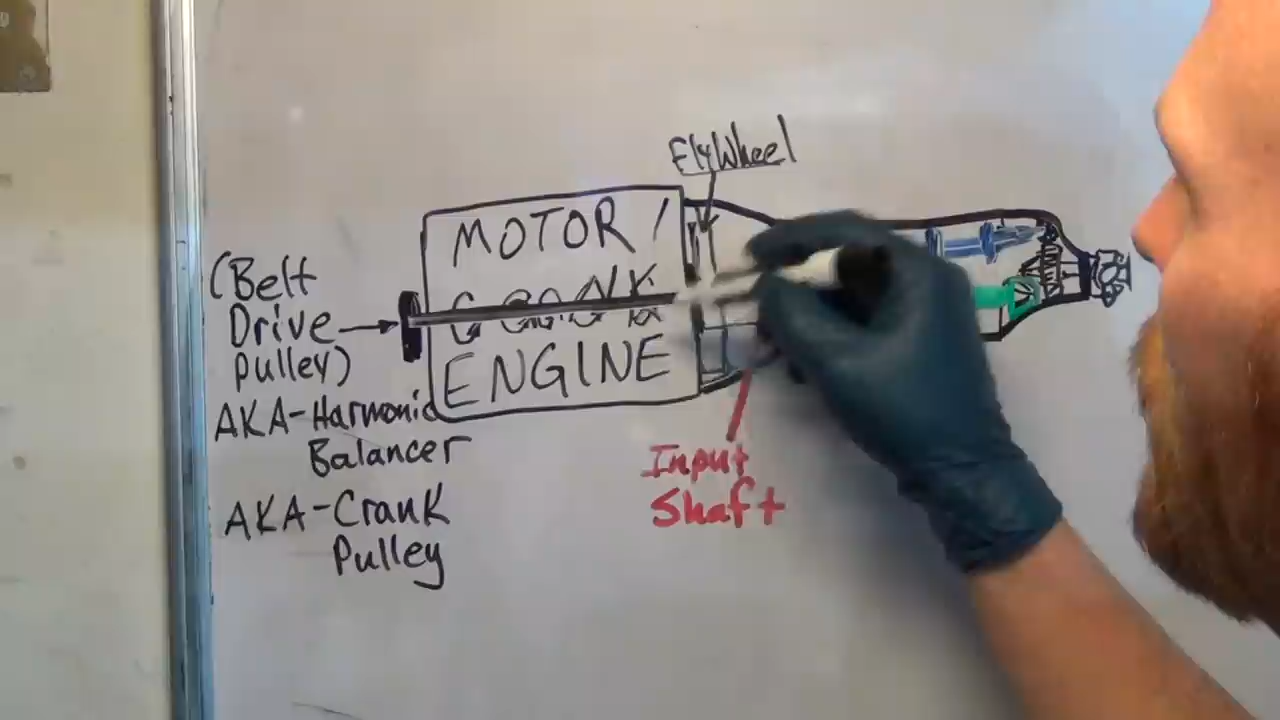 FlyWheel
MOTOR /
CRANK
ENGINE
(Belt
Drive
pulley)
AKA-Harmonic
Balancer
AKA-Crank
Pulley
Input
Shaft